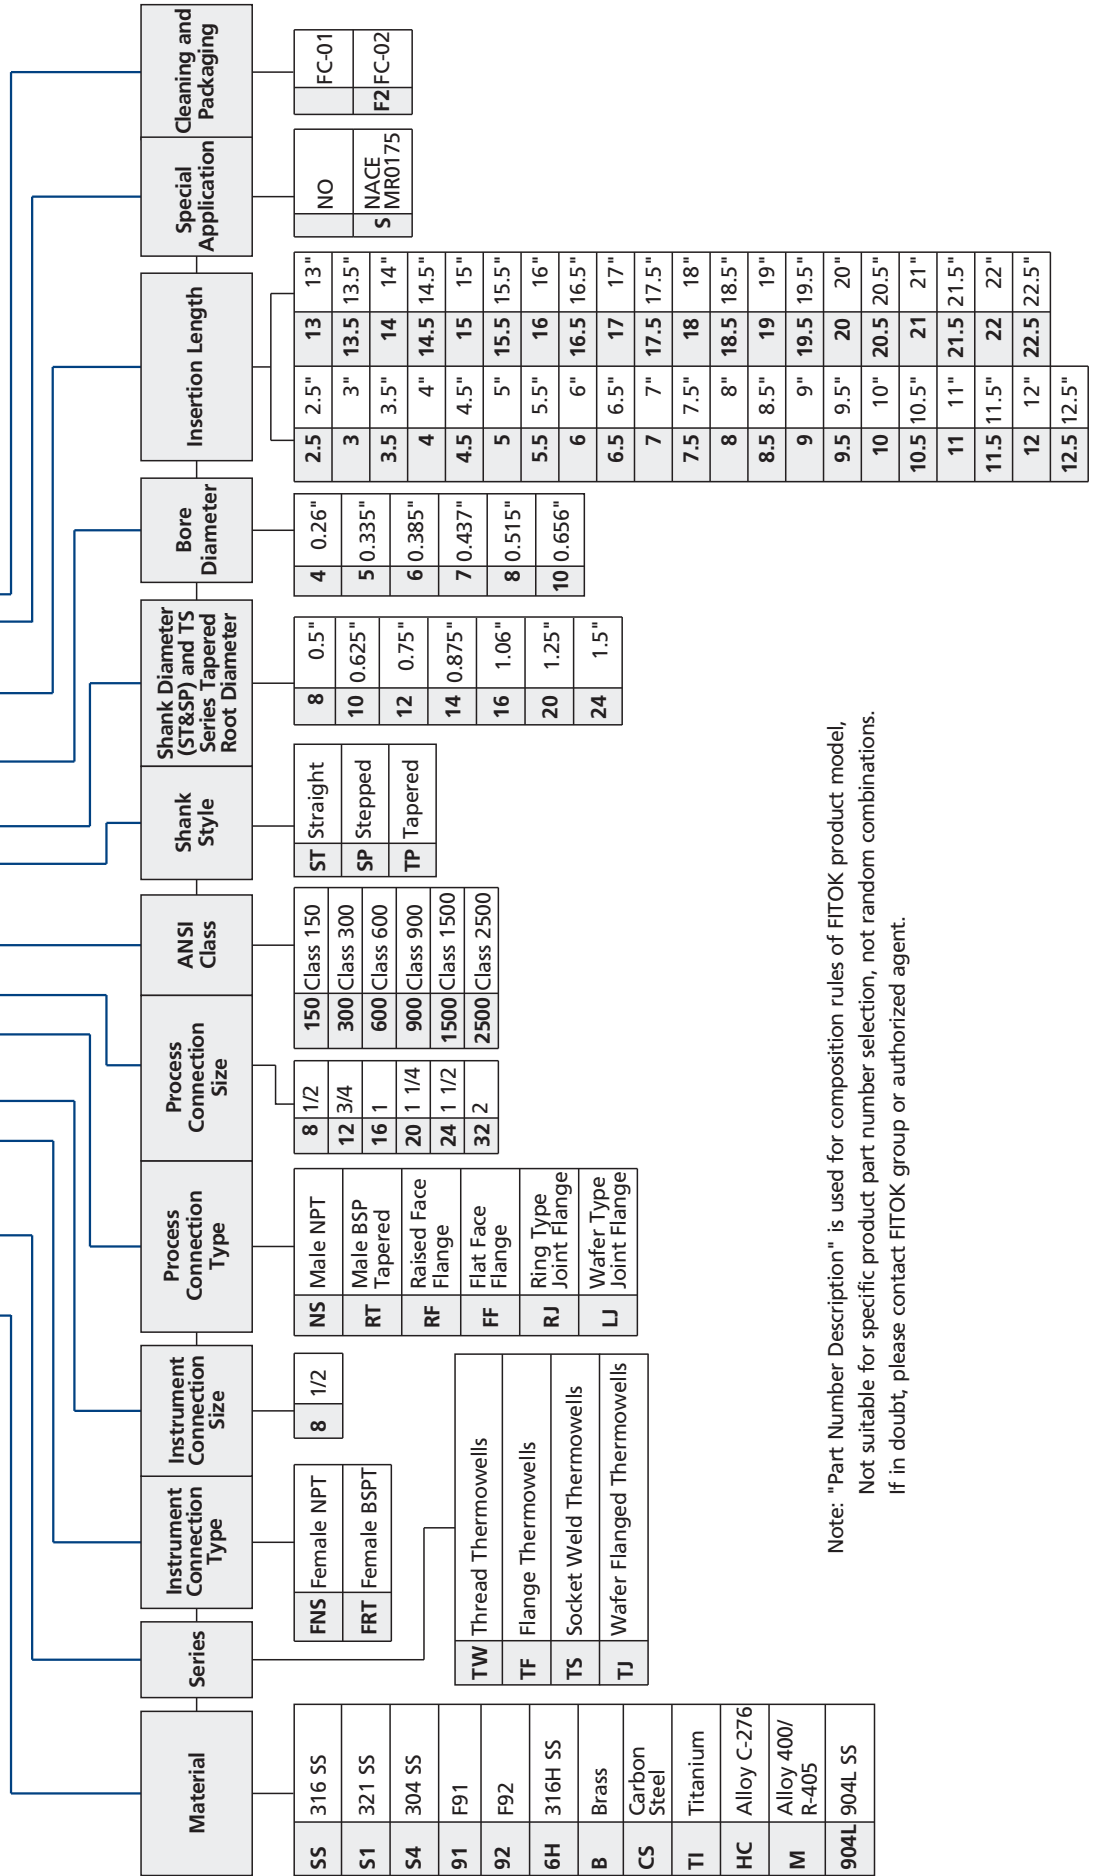 Material
SS 316 SS
S1 321 SS
S4 304 SS
91 F91
92 F92
6H 316H SS
B Brass
CS Carbon
Steel
TI Titanium
HC Alloy C-276
M Alloy 400/
R-405
904L 904L SS
Series
TW Thread Thermowells
TF Flange Thermowells
TS Socket Weld Thermowells
TJ Wafer Flanged Thermowells
Instrument
Connection
Type
FNS Female NPT
FRT Female BSPT
Instrument
Connection
Size
8 1/2
Process
Connection
Type
NS Male NPT
RT Male BSP
Tapered
RF Raised Face
Flange
FF Flat Face
Flange
RJ Ring Type
Joint Flange
LJ Wafer Type
Joint Flange
Process
Connection
Size
8 1/2
12 3/4
16 1
20 1 1/4
24 1 1/2
32 2
ANSI
Class
150 Class 150
300 Class 300
600 Class 600
900 Class 900
1500 Class 1500
2500 Class 2500
Shank
Style
ST Straight
SP Stepped
TP Tapered
Shank Diameter
(ST&SP) and TS
Series Tapered
Root Diameter
8 0.5"
10 0.625"
12 0.75"
14 0.875"
16 1.06"
20 1.25"
24 1.5"
Bore
Diameter
4 0.26"
5 0.335"
6 0.385"
7 0.437"
8 0.515"
10 0.656"
Insertion Length
2.5 2.5" 13 13"
3 3" 13.5 13.5"
3.5 3.5" 14 14"
4 4" 14.5 14.5"
4.5 4.5" 15 15"
5 5" 15.5 15.5"
5.5 5.5" 16 16"
6 6" 16.5 16.5"
6.5 6.5" 17 17"
7 7" 17.5 17.5"
7.5 7.5" 18 18"
8 8" 18.5 18.5"
8.5 8.5" 19 19"
9 9" 19.5 19.5"
9.5 9.5" 20 20"
10 10" 20.5 20.5"
10.5 10.5" 21 21"
11 11" 21.5 21.5"
11.5 11.5" 22 22"
12 12" 22.5 22.5"
12.5 12.5"
Special
Application
NO
S NACE
MR0175
Cleaning and
Packaging
FC-01
F2 FC-02
Note: "Part Number Description" is used for composition rules of FITOK product model,
Not suitable for specific product part number selection, not random combinations.
If in doubt, please contact FITOK group or authorized agent.